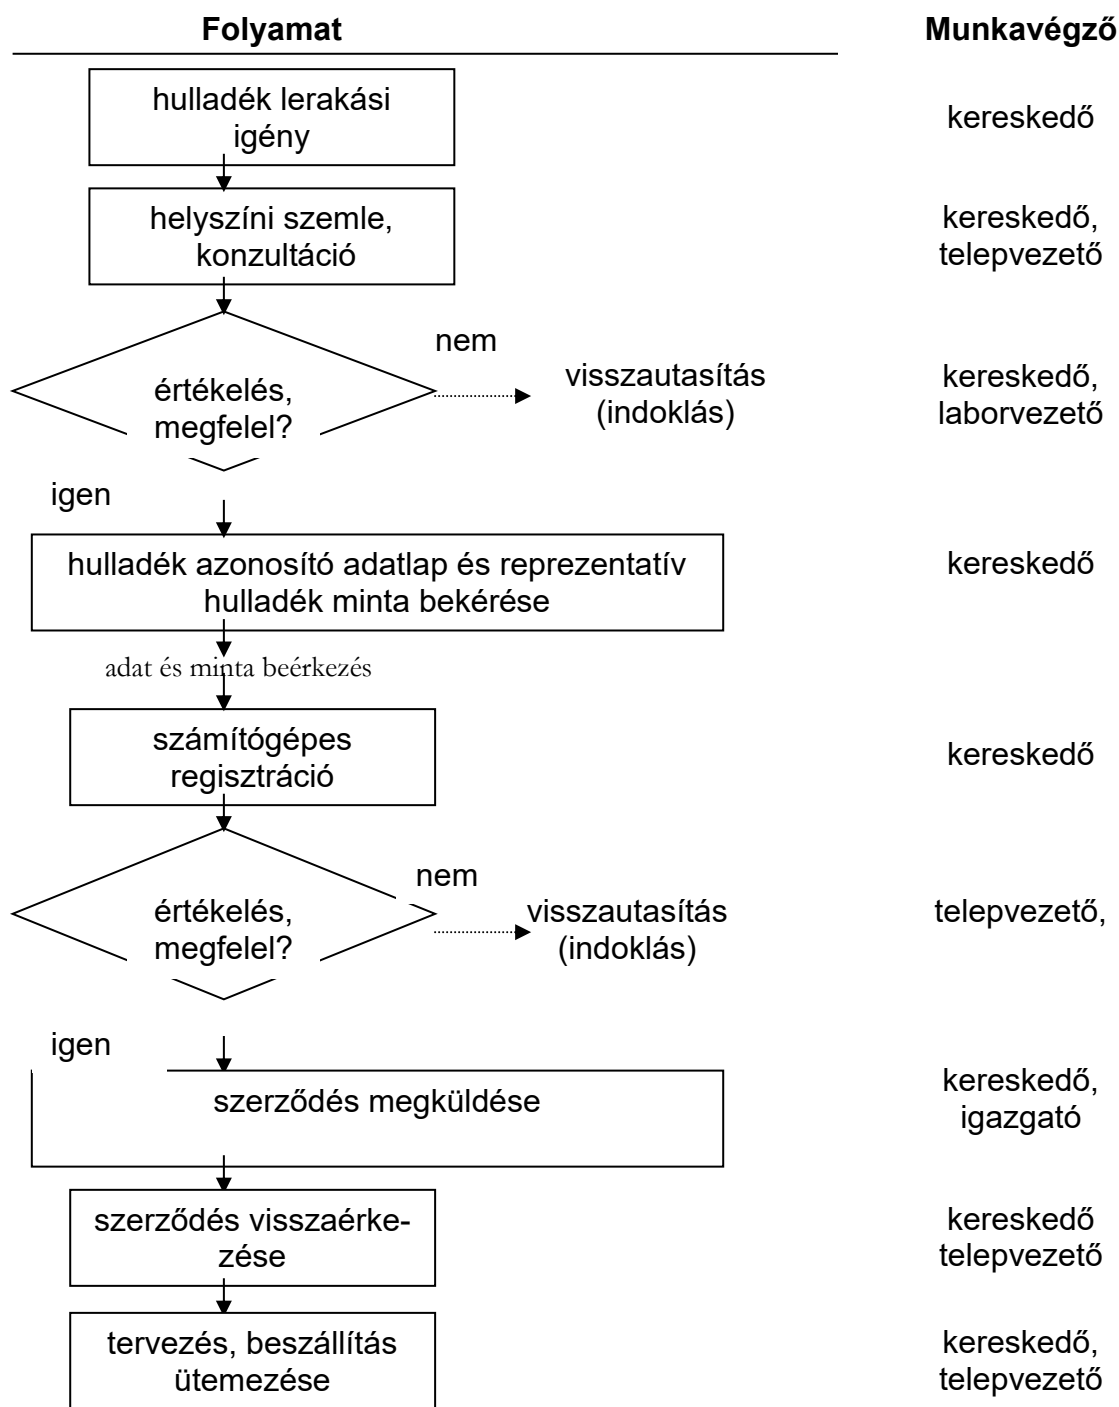 Folyamat Munkavégző
hulladék lerakási
igény
kereskedő
helyszíni szemle,
konzultáció
kereskedő,
telepvezető
értékelés,
megfelel?
nem
visszautasítás
(indoklás)
kereskedő,
laborvezető
igen
hulladék azonosító adatlap és reprezentatív
hulladék minta bekérése
kereskedő
adat és minta beérkezés
számítógépes
regisztráció
kereskedő
értékelés,
megfelel?
nem
visszautasítás
(indoklás)
telepvezető,
igen
szerződés megküldése
kereskedő,
igazgató
szerződés visszaérke-
zése
kereskedő
telepvezető
tervezés, beszállítás
ütemezése
kereskedő,
telepvezető